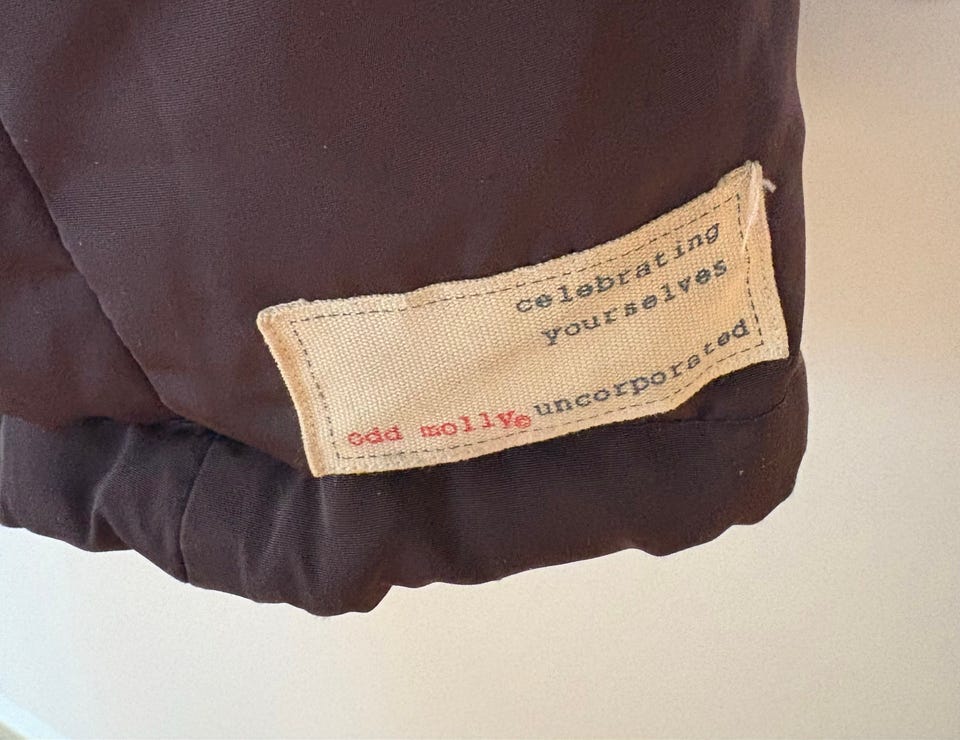 celebrating
yourselves
odd mollye uncorporated